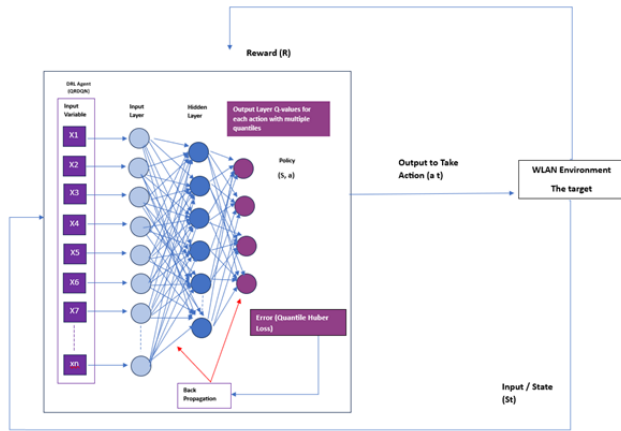 Reward (R)
DRL Agent
(QRDQN)
Input
Variable
Input
Layer
Hidden
Layer
Output Layer Q-values for
each action with multiple
quantiles
X1
X2
X3
X4
X5
X6
X7
xn
Policy
(S, a)
Output to Take
Action (a t)
WLAN Environment
The target
Error (Quantile Huber
Loss)
Back
Propagation
Input / State
(St)